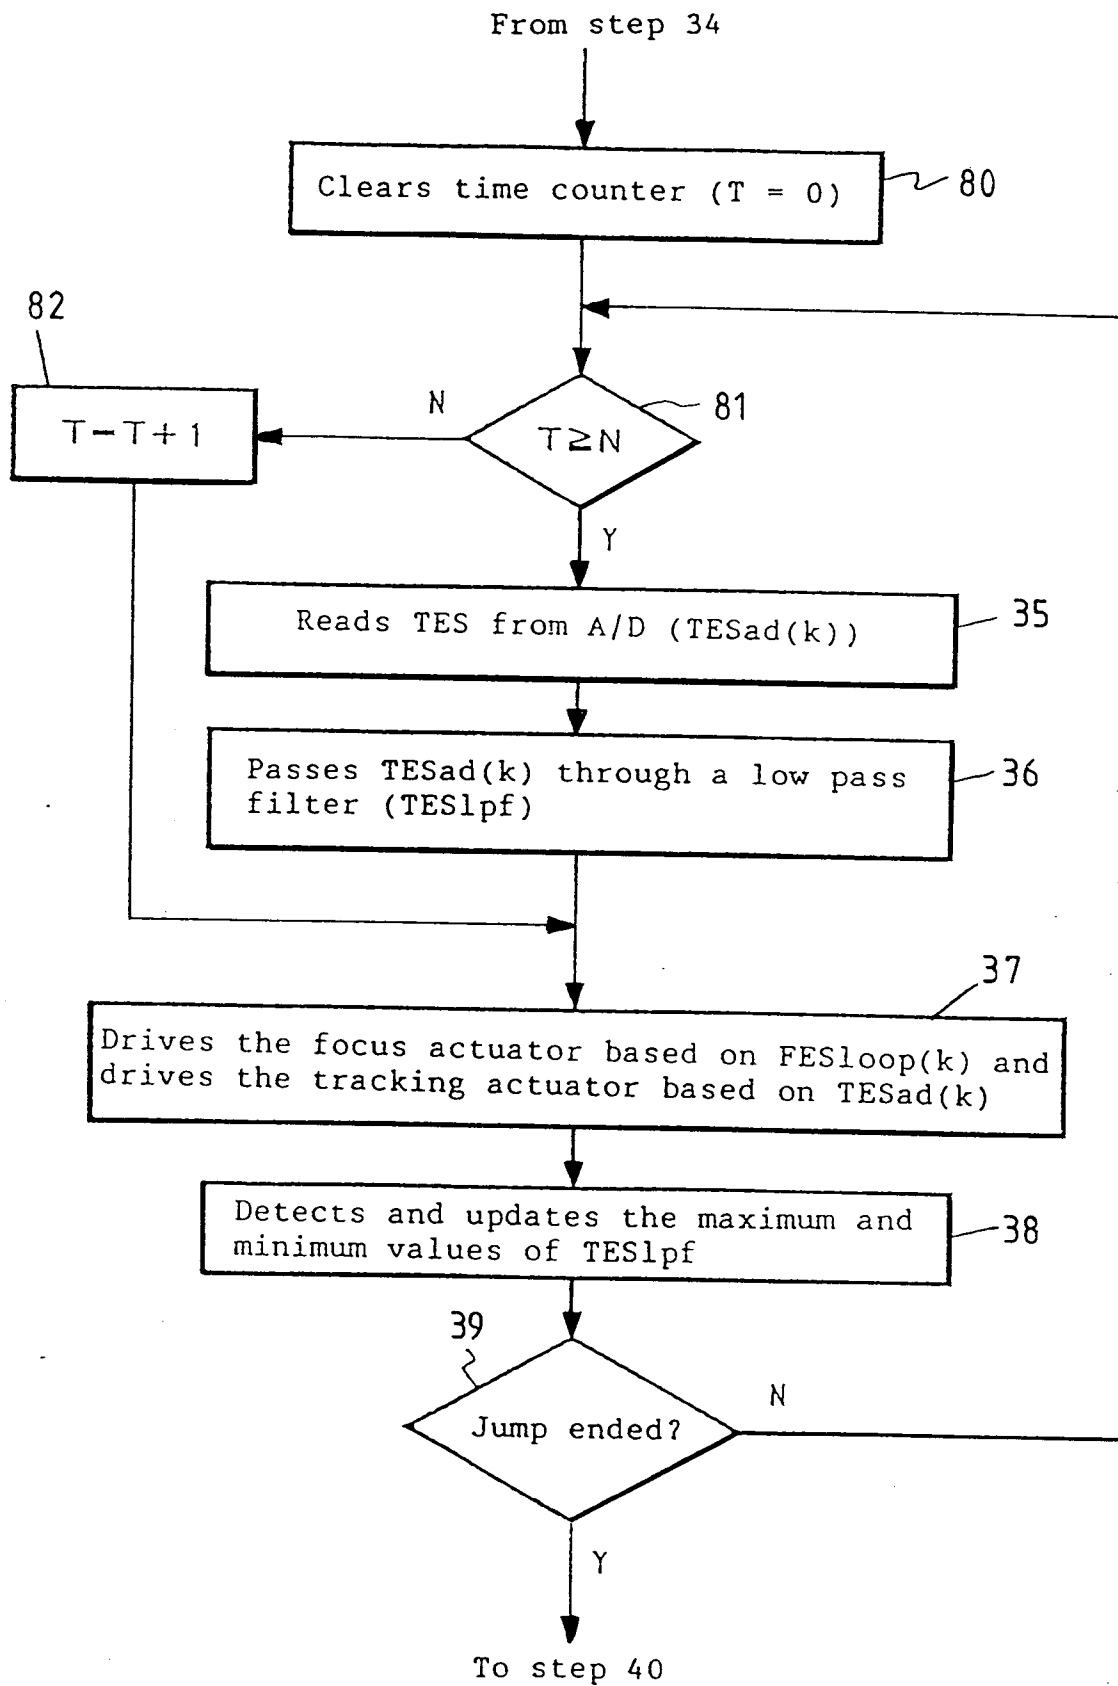 From step 34
Clears time counter (T = 0)
80
82
T-T+1
N
T≥N
81
Y
Reads TES from A/D (TESad(k))
35
Passes TESad(k) through a low pass
filter (TESlpf)
36
37
Drives the focus actuator based on FESloop(k) and
drives the tracking actuator based on TESad(k)
Detects and updates the maximum and
minimum values of TESlpf
38
39
Jump ended?
N
Y
To step 40